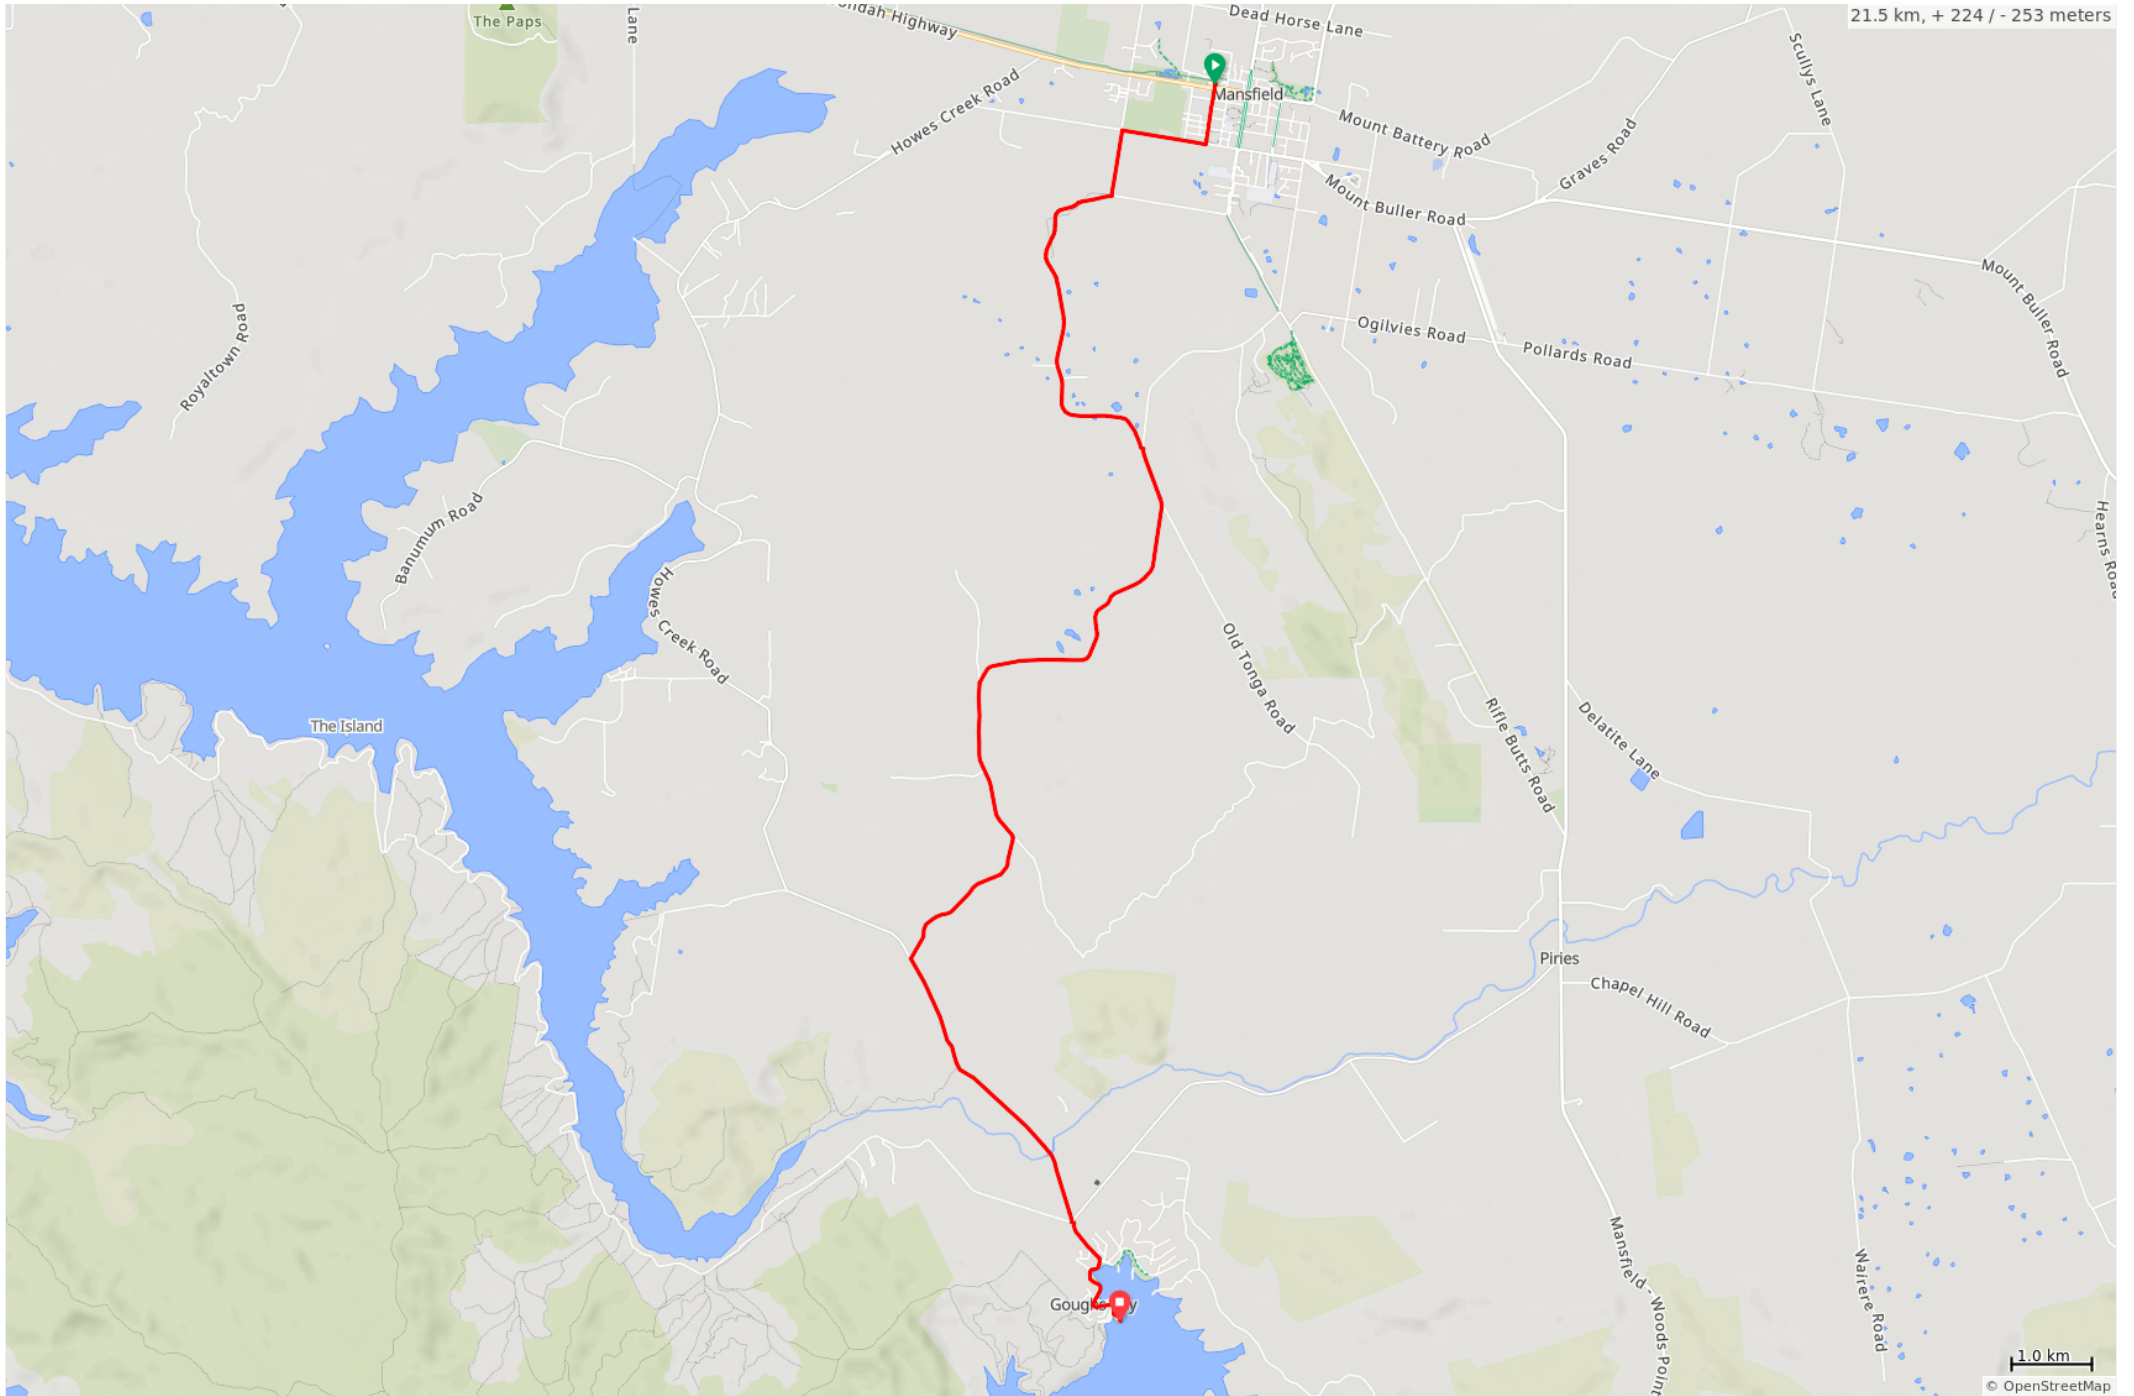 21.5 km, + 224 / - 253 meters
The Paps
Lane
ondah Highway
Dead Horse Lane
Scullys Lane
Mansfield
Howes Creek Road
Mount Battery Road
Graves Road
Mount Buller Road
Mount Buller Road
Royaltown Road
Ogilvies Road
Pollards Road
Banumum Road
Hearns Road
Howes Creek Road
Old Tonga Road
The Island
Rifle Butts Road
Delatite Lane
Piries
Chapel Hill Road
Mansfield - Woods Point
Wairere Road
Goughs y
1.0 km
© OpenStreetMap